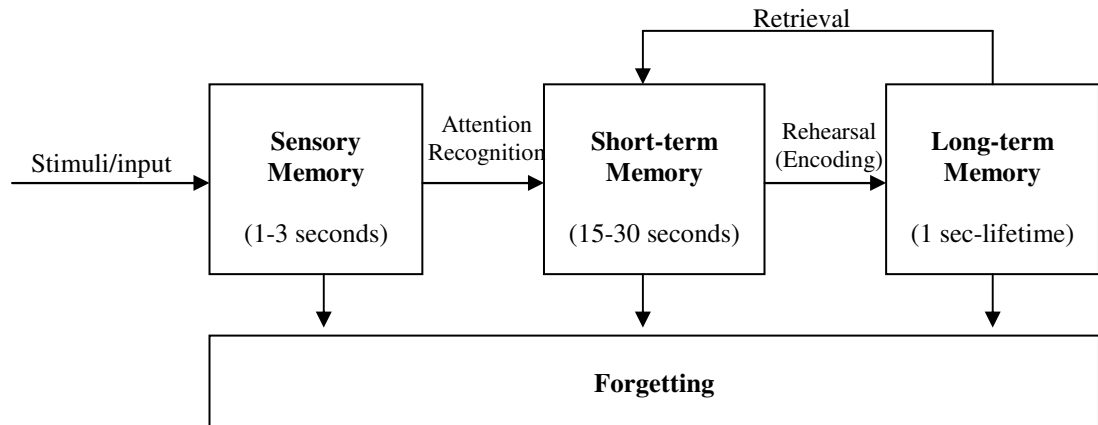 Retrieval
Stimuli/input
Sensory
Memory
(1-3 seconds)
Attention
Recognition
Short-term
Memory
(15-30 seconds)
Rehearsal
(Encoding)
Long-term
Memory
(1 sec-lifetime)
Forgetting